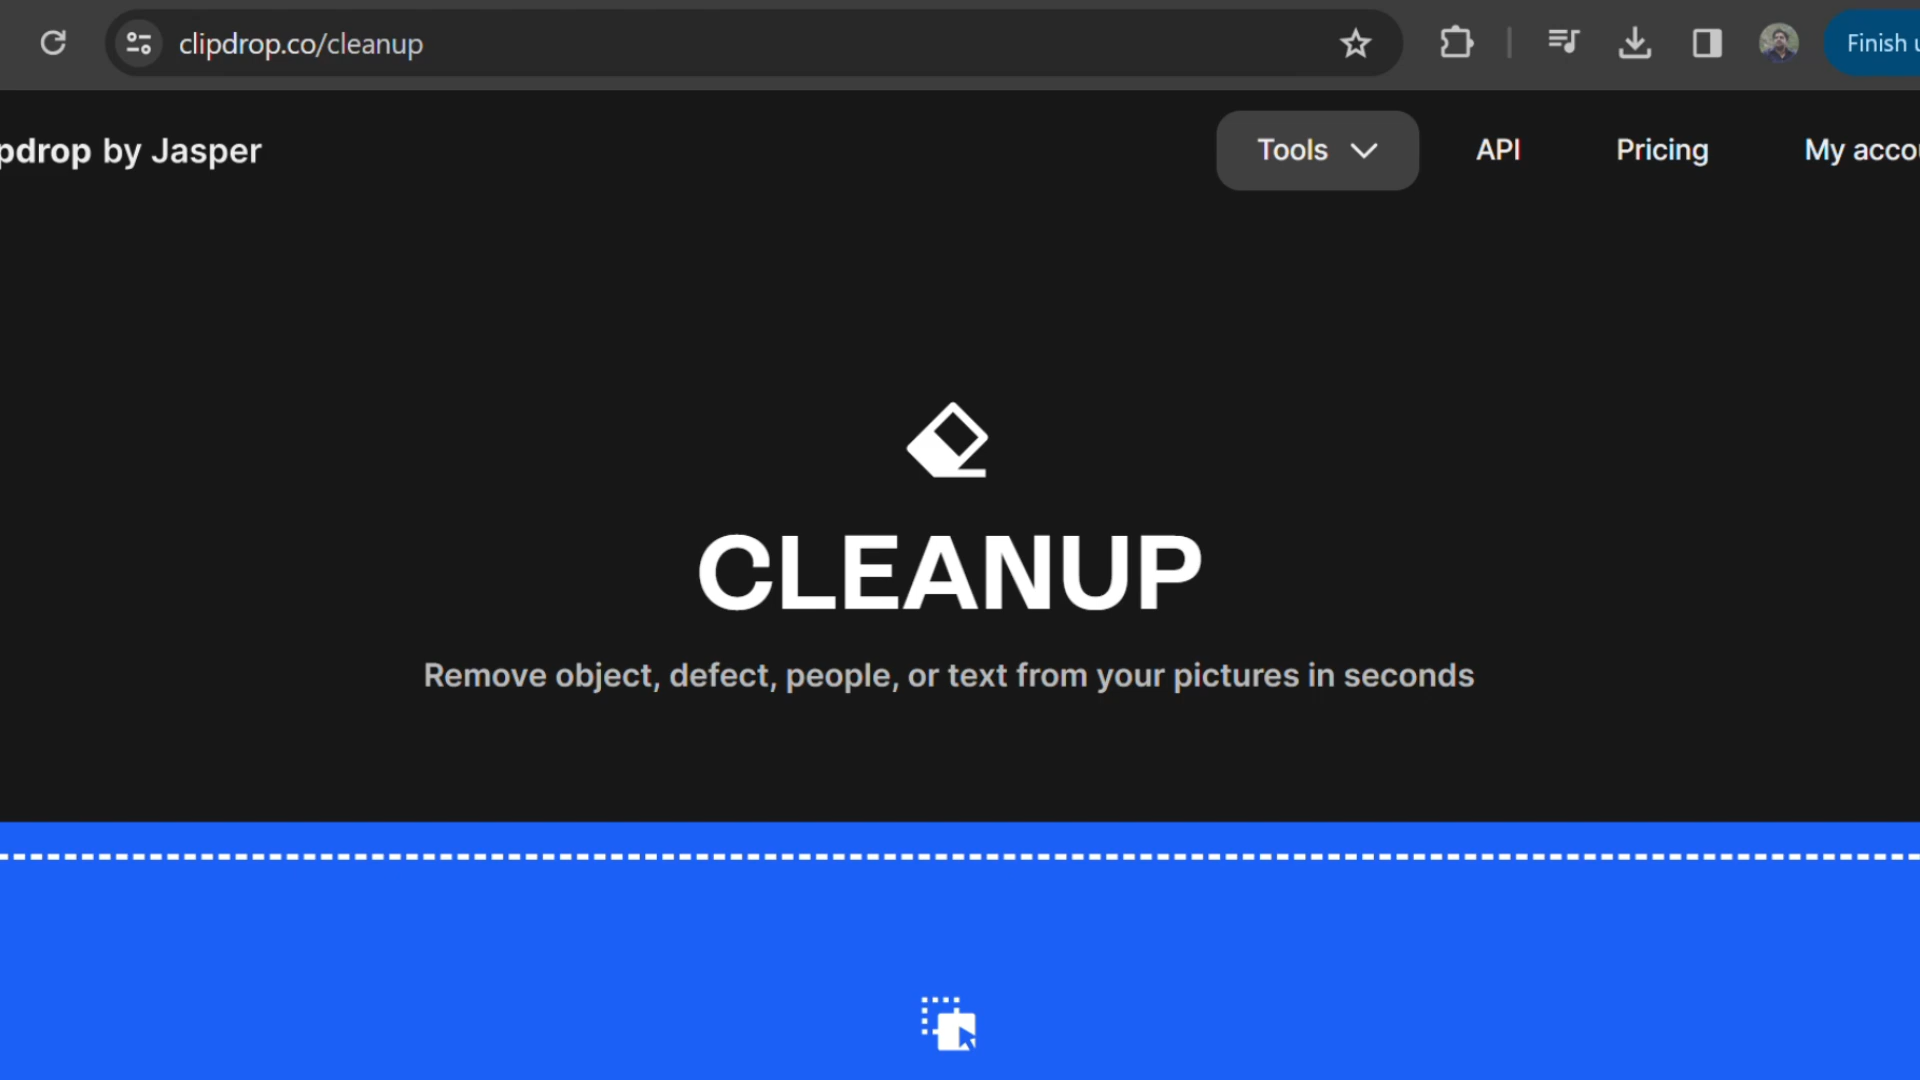 clipdrop.co/cleanup
Finish
pdrop by Jasper
Tools
API
Pricing
My acco
CLEANUP
Remove object, defect, people, or text from your pictures in seconds